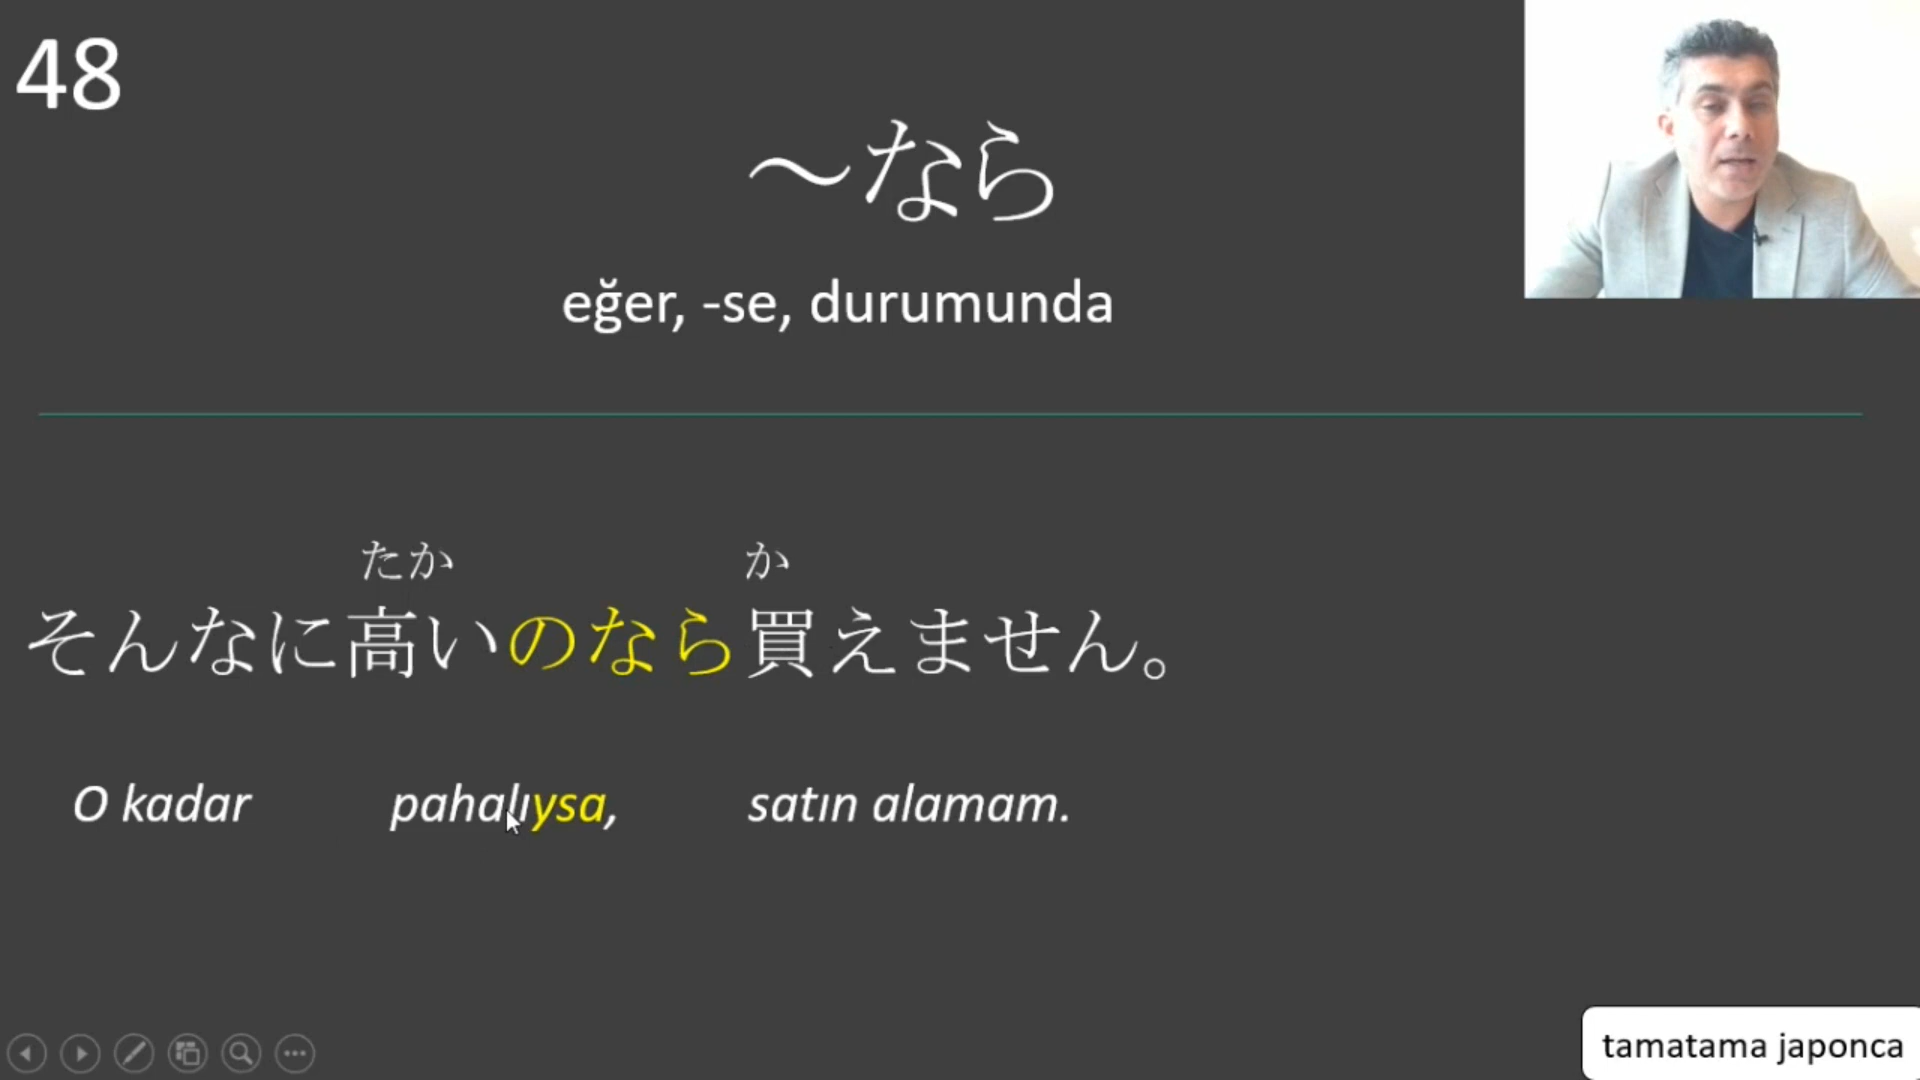 48
～なら
eğer, -se, durumunda
たか か
そんなに高いのなら買えません。
O kadar pahalıysa, satın alamam.
tamatama japonca